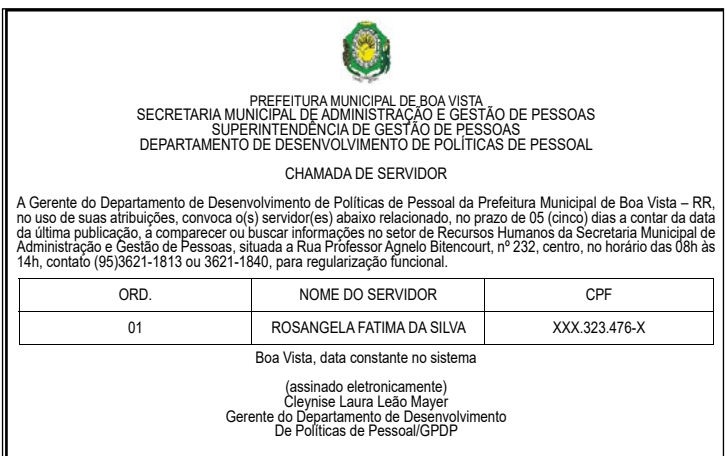 PREFEITURA MUNICIPAL DE BOA VISTA
SECRETARIA MUNICIPAL DE ADMINISTRAÇÃO E GESTÃO DE PESSOAS
SUPERINTENDÊNCIA DE GESTÃO DE PESSOAS
DEPARTAMENTO DE DESENVOLVIMENTO DE POLÍTICAS DE PESSOAL
CHAMADA DE SERVIDOR
A Gerente do Departamento de Desenvolvimento de Políticas de Pessoal da Prefeitura Municipal de Boa Vista – RR,
no uso de suas atribuições, convoca o(s) servidor(es) abaixo relacionado, no prazo de 05 (cinco) dias a contar da data
da última publicação, a comparecer ou buscar informações no setor de Recursos Humanos da Secretaria Municipal de
Administração e Gestão de Pessoas, situada a Rua Professor Agnelo Bitencourt, nº 232, centro, no horário das 08h às
14h, contato (95)3621-1813 ou 3621-1840, para regularização funcional.
ORD. NOME DO SERVIDOR CPF
01 ROSANGELA FATIMA DA SILVA XXX.323.476-X
Boa Vista, data constante no sistema
(assinado eletronicamente)
Cleynise Laura Leão Mayer
Gerente do Departamento de Desenvolvimento
De Políticas de Pessoal/GPDP